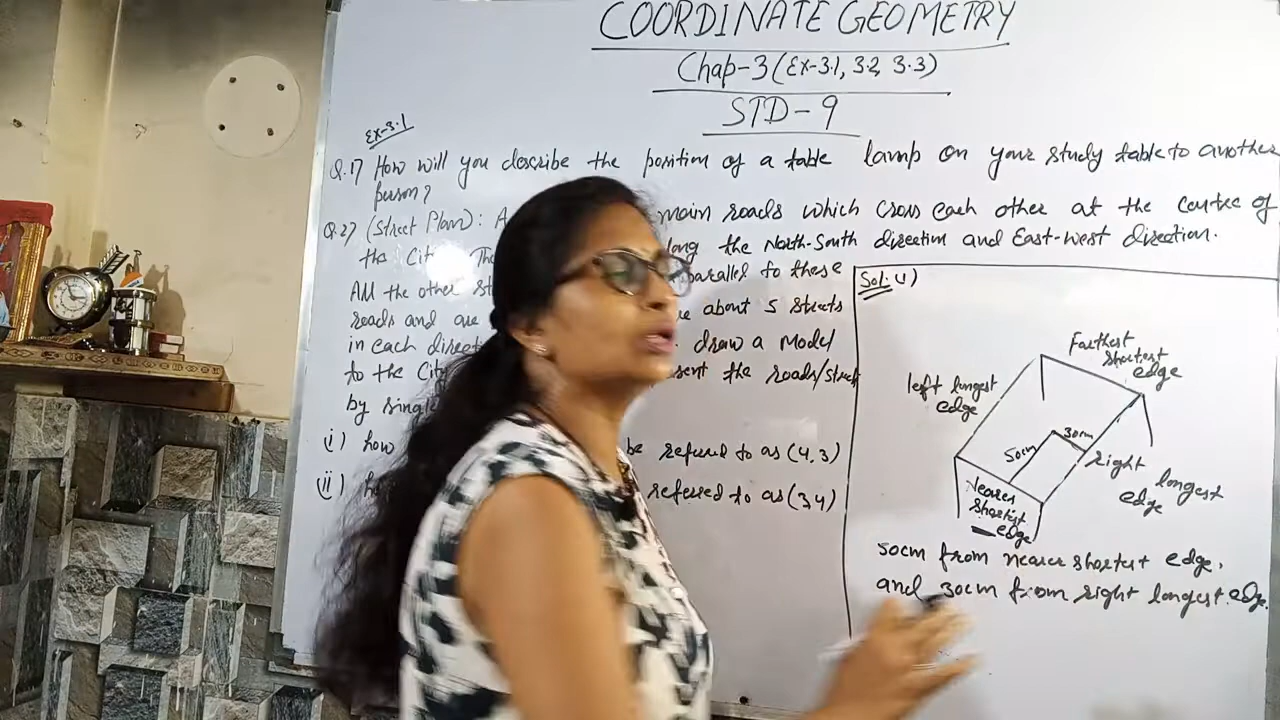 COORDINATE GEOMETRY
Chap-3 (Ex-3.1, 3.2, 3.3)
STD-9
Ex-3.1
Q.1) How will you describe the position of a table lamp on your study table to another
person?
Q.2) (Street Plan): A main roads which cross each other at the centre of
the City. The long the North-South direction and East-West direction.
All the other st parallel to these
roads and are about 5 streets
in each direct draw a model
to the City sent the roads/street
by single
i) how be refered to as (4,3)
ii) referred to as (3,4)
Sol: 1)
Farthest
shortest
edge
left longest
edge
30cm
50cm
right longest
edge
Nearer
shortest
edge
50cm from nearer shortest edge.
and 30cm from right longest edge.